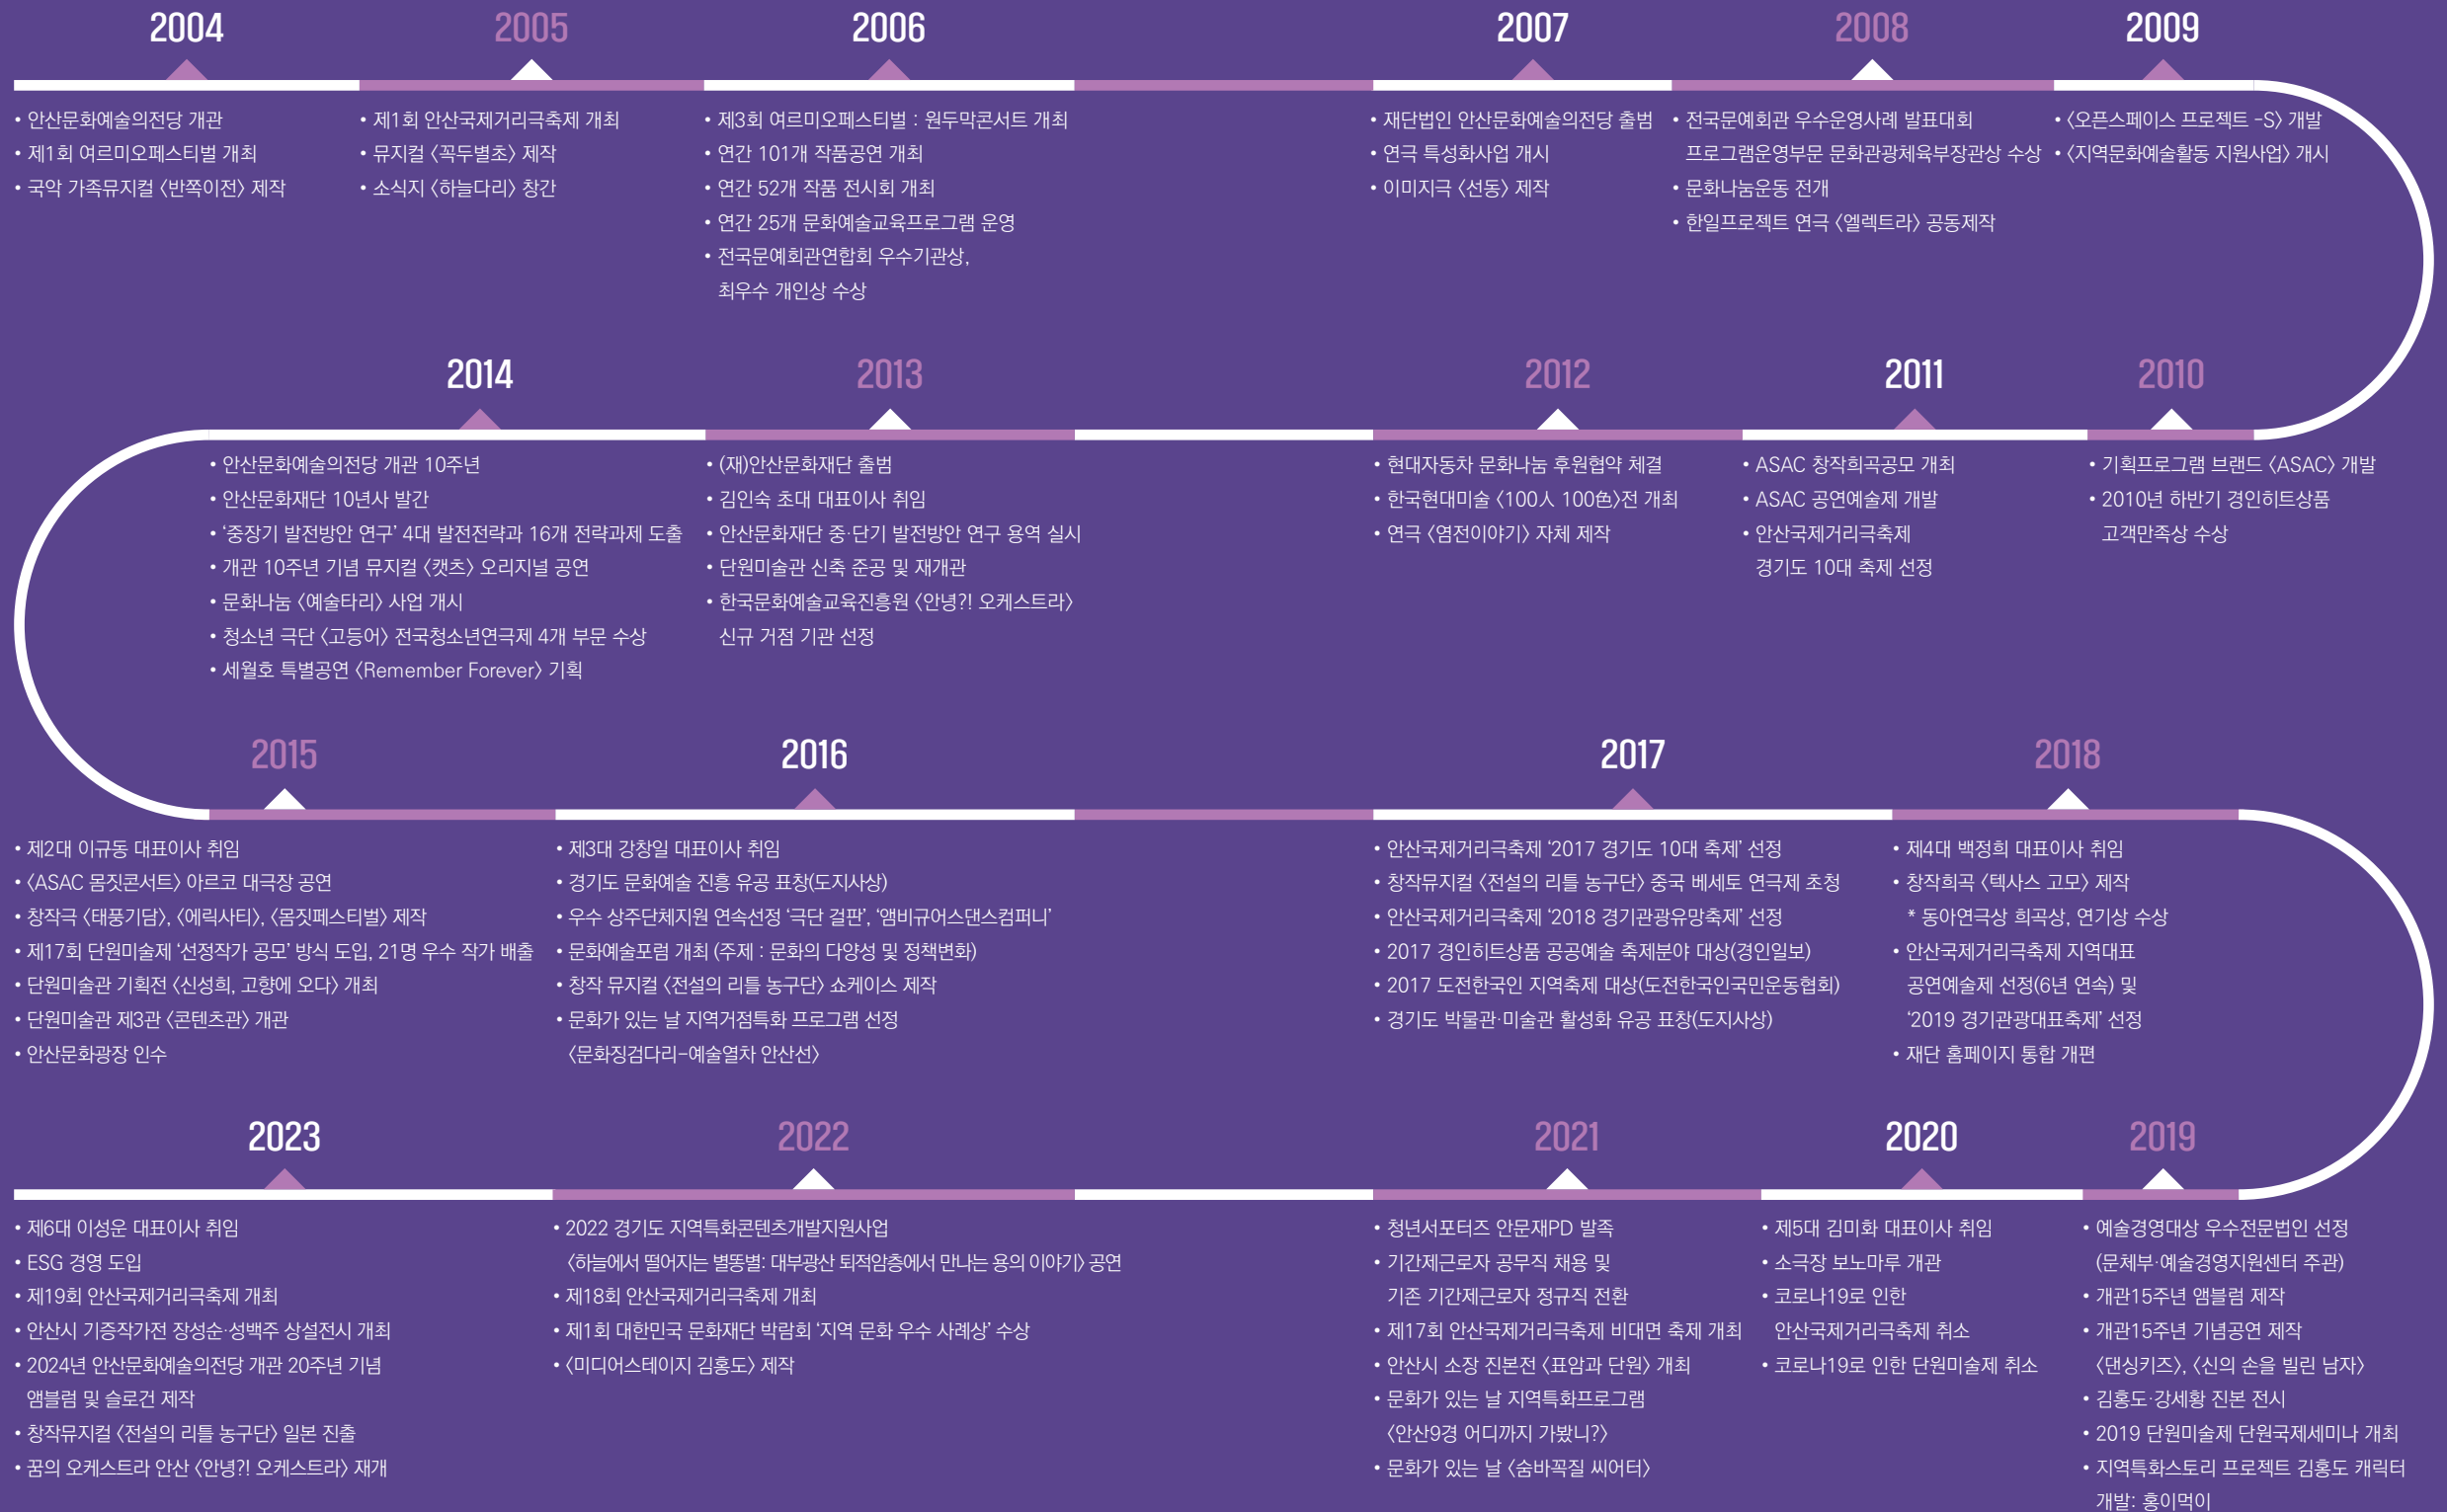 2004
• 안산문화예술의전당 개관
• 제1회 여르미오페스티벌 개최
• 국악 가족뮤지컬 〈반쪽이전〉 제작
2005
• 제1회 안산국제거리극축제 개최
• 뮤지컬 〈꼭두별초〉 제작
• 소식지 〈하늘다리〉 창간
2006
• 제3회 여르미오페스티벌 : 원두막콘서트 개최
• 연간 101개 작품공연 개최
• 연간 52개 작품 전시회 개최
• 연간 25개 문화예술교육프로그램 운영
• 전국문예회관연합회 우수기관상,
최우수 개인상 수상
2007
• 재단법인 안산문화예술의전당 출범
• 연극 특성화사업 개시
• 이미지극 〈선동〉 제작
2008
• 전국문예회관 우수운영사례 발표대회
프로그램운영부문 문화관광체육부장관상 수상
• 문화나눔운동 전개
• 한일프로젝트 연극 〈엘렉트라〉 공동제작
2009
• 〈오픈스페이스 프로젝트 -S〉 개발
• 〈지역문화예술활동 지원사업〉 개시
2010
• 기획프로그램 브랜드 〈ASAC〉 개발
• 2010년 하반기 경인히트상품
고객만족상 수상
2011
• ASAC 창작희곡공모 개최
• ASAC 공연예술제 개발
• 안산국제거리극축제
경기도 10대 축제 선정
2012
• 현대자동차 문화나눔 후원협약 체결
• 한국현대미술 〈100人 100色〉전 개최
• 연극 〈염전이야기〉 자체 제작
2013
• (재)안산문화재단 출범
• 김인숙 초대 대표이사 취임
• 안산문화재단 중·단기 발전방안 연구 용역 실시
• 단원미술관 신축 준공 및 재개관
• 한국문화예술교육진흥원 〈안녕?! 오케스트라〉
신규 거점 기관 선정
2014
• 안산문화예술의전당 개관 10주년
• 안산문화재단 10년사 발간
• ‘중장기 발전방안 연구’ 4대 발전전략과 16개 전략과제 도출
• 개관 10주년 기념 뮤지컬 〈캣츠〉 오리지널 공연
• 문화나눔 〈예술타리〉 사업 개시
• 청소년 극단 〈고등어〉 전국청소년연극제 4개 부문 수상
• 세월호 특별공연 〈Remember Forever〉 기획
2015
• 제2대 이규동 대표이사 취임
• 〈ASAC 몸짓콘서트〉 아르코 대극장 공연
• 창작극 〈태풍기담〉, 〈에릭사티〉, 〈몸짓페스티벌〉 제작
• 제17회 단원미술제 ‘선정작가 공모’ 방식 도입, 21명 우수 작가 배출
• 단원미술관 기획전 〈신성희, 고향에 오다〉 개최
• 단원미술관 제3관 〈콘텐츠관〉 개관
• 안산문화광장 인수
2016
• 제3대 강창일 대표이사 취임
• 경기도 문화예술 진흥 유공 표창(도지사상)
• 우수 상주단체지원 연속선정 ‘극단 걸판’, ‘앰비규어스댄스컴퍼니’
• 문화예술포럼 개최 (주제 : 문화의 다양성 및 정책변화)
• 창작 뮤지컬 〈전설의 리틀 농구단〉 쇼케이스 제작
• 문화가 있는 날 지역거점특화 프로그램 선정
〈문화징검다리-예술열차 안산선〉
2017
• 안산국제거리극축제 ‘2017 경기도 10대 축제’ 선정
• 창작뮤지컬 〈전설의 리틀 농구단〉 중국 베세토 연극제 초청
• 안산국제거리극축제 ‘2018 경기관광유망축제’ 선정
• 2017 경인히트상품 공공예술 축제분야 대상(경인일보)
• 2017 도전한국인 지역축제 대상(도전한국인국민운동협회)
• 경기도 박물관·미술관 활성화 유공 표창(도지사상)
2018
• 제4대 백정희 대표이사 취임
• 창작희곡 〈텍사스 고모〉 제작
* 동아연극상 희곡상, 연기상 수상
• 안산국제거리극축제 지역대표
공연예술제 선정(6년 연속) 및
‘2019 경기관광대표축제’ 선정
• 재단 홈페이지 통합 개편
2019
• 예술경영대상 우수전문법인 선정
(문체부·예술경영지원센터 주관)
• 개관15주년 앰블럼 제작
• 개관15주년 기념공연 제작
〈댄싱키즈〉, 〈신의 손을 빌린 남자〉
• 김홍도·강세황 진본 전시
• 2019 단원미술제 단원국제세미나 개최
• 지역특화스토리 프로젝트 김홍도 캐릭터
개발: 홍이먹이
2020
• 제5대 김미화 대표이사 취임
• 소극장 보노마루 개관
• 코로나19로 인한
안산국제거리극축제 취소
• 코로나19로 인한 단원미술제 취소
2021
• 청년서포터즈 안문재PD 발족
• 기간제근로자 공무직 채용 및
기존 기간제근로자 정규직 전환
• 제17회 안산국제거리극축제 비대면 축제 개최
• 안산시 소장 진본전 〈표암과 단원〉 개최
• 문화가 있는 날 지역특화프로그램
〈안산9경 어디까지 가봤니?〉
• 문화가 있는 날 〈숨바꼭질 씨어터〉
2022
• 2022 경기도 지역특화콘텐츠개발지원사업
〈하늘에서 떨어지는 별똥별: 대부광산 퇴적암층에서 만나는 용의 이야기〉 공연
• 제18회 안산국제거리극축제 개최
• 제1회 대한민국 문화재단 박람회 ‘지역 문화 우수 사례상’ 수상
• 〈미디어스테이지 김홍도〉 제작
2023
• 제6대 이성운 대표이사 취임
• ESG 경영 도입
• 제19회 안산국제거리극축제 개최
• 안산시 기증작가전 장성순·성백주 상설전시 개최
• 2024년 안산문화예술의전당 개관 20주년 기념
앰블럼 및 슬로건 제작
• 창작뮤지컬 〈전설의 리틀 농구단〉 일본 진출
• 꿈의 오케스트라 안산 〈안녕?! 오케스트라〉 재개